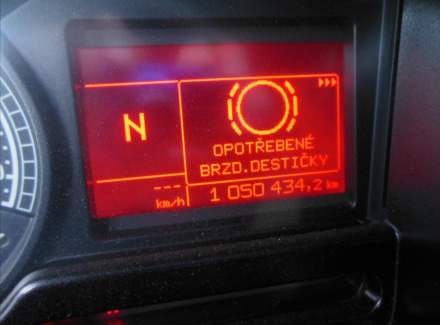 N
OPOTŘEBENÉ
BRZD.DESTIČKY
--- km/h
1 050 434,2 km